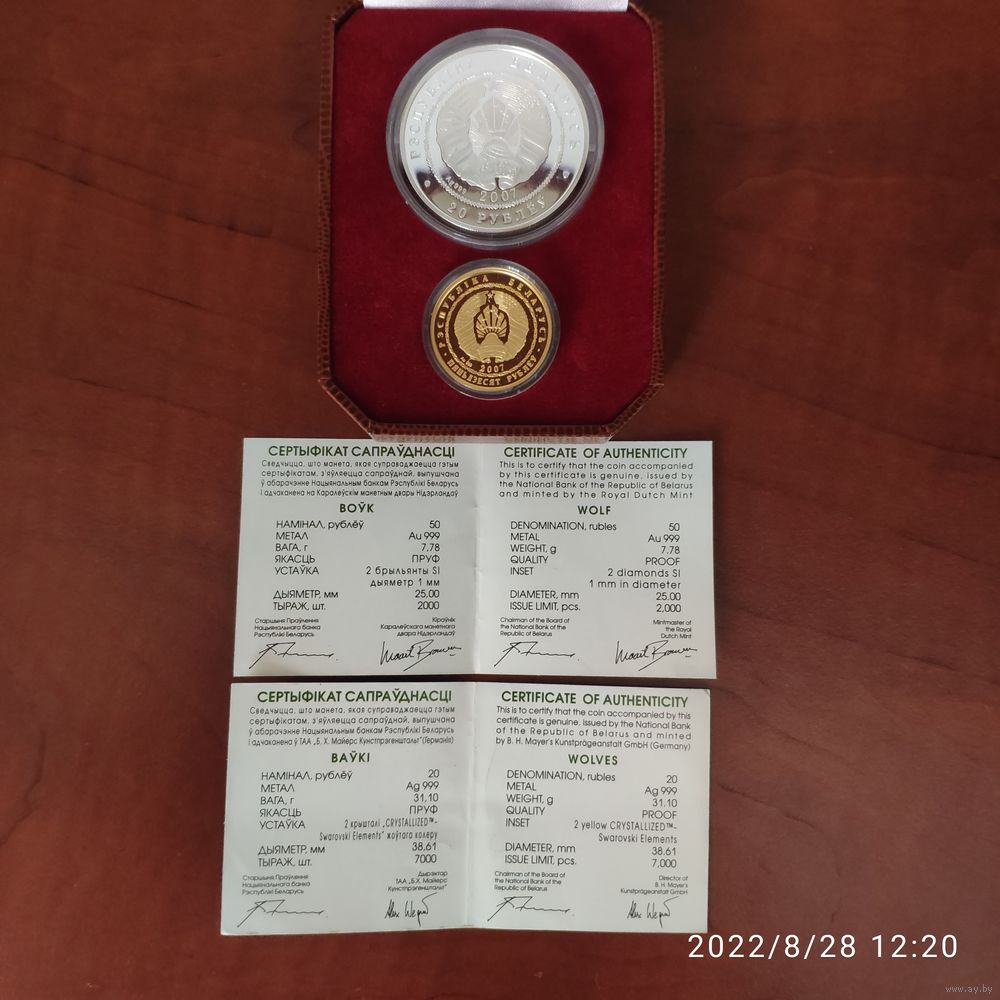 РЭСПУБЛІКА БЕЛАРУСЬ
Ag 999
2007
20 РУБЛЁЎ
РЭСПУБЛІКА БЕЛАРУСЬ
2007
ПЯЦЬДЗЕСЯТ РУБЛЁЎ
СЕРТЫФІКАТ САПРАЎДНАСЦІ
Сведчыцца, што манета, якая суправаджаецца гэтым
сертыфікатам, з'яўляецца сапраўднай, выпушчана
ў абарачэнне Нацыянальным банкам Рэспублікі Беларусь
і адчаканена на Каралеўскім манетным двары Нідэрландаў
ВОЎК
НАМІНАЛ, рублёў 50
МЕТАЛ Au 999
ВАГА, г 7,78
ЯКАСЦЬ ПРУФ
УСТАЎКА 2 брыльянты SI
дыяметр 1 мм
ДЫЯМЕТР, мм 25,00
ТЫРАЖ, шт. 2000
Старшыня Праўлення
Нацыянальнага банка
Рэспублікі Беларусь
Кіраўнік
Каралеўскага манетнага
двара Нідэрландаў
CERTIFICATE OF AUTHENTICITY
This is to certify that the coin accompanied
by this certificate is genuine, issued by
the National Bank of the Republic of Belarus
and minted by the Royal Dutch Mint
WOLF
DENOMINATION, rubles 50
METAL Au 999
WEIGHT, g 7.78
QUALITY PROOF
INSET 2 diamonds SI
1 mm in diameter
DIAMETER, mm 25.00
ISSUE LIMIT, pcs. 2,000
Chairman of the Board of
the National Bank of the
Republic of Belarus
Mintmaster of
the Royal
Dutch Mint
СЕРТЫФІКАТ САПРАЎДНАСЦІ
Сведчыцца, што манета, якая суправаджаецца гэтым
сертыфікатам, з'яўляецца сапраўднай, выпушчана
ў абарачэнне Нацыянальным банкам Рэспублікі Беларусь
і адчаканена ў ТАА „Б. Х. Майерс Кунстпрэгенштальт"(Германія)
ВАЎКІ
НАМІНАЛ, рублёў 20
МЕТАЛ Ag 999
ВАГА, г 31,10
ЯКАСЦЬ ПРУФ
УСТАЎКА 2 крышталі „CRYSTALLIZED™-
Swarovski Elements" жоўтага колеру
ДЫЯМЕТР, мм 38,61
ТЫРАЖ, шт. 7000
Старшыня Праўлення
Нацыянальнага банка
Рэспублікі Беларусь
Дырэктар
ТАА „Б.Х. Майерс
Кунстпрэгенштальт"
CERTIFICATE OF AUTHENTICITY
This is to certify that the coin accompanied by this
certificate is genuine, issued by the National Bank
of the Republic of Belarus and minted
by B. H. Mayer's Kunstprägeanstalt GmbH (Germany)
WOLVES
DENOMINATION, rubles 20
METAL Ag 999
WEIGHT, g 31.10
QUALITY PROOF
INSET 2 yellow CRYSTALLIZED™-
Swarovski Elements
DIAMETER, mm 38.61
ISSUE LIMIT, pcs. 7,000
Chairman of the Board of
the National Bank of the
Republic of Belarus
Director of
B. H. Mayer's
Kunstprägeanstalt GmbH
2022/8/28 12:20
www.ay.by